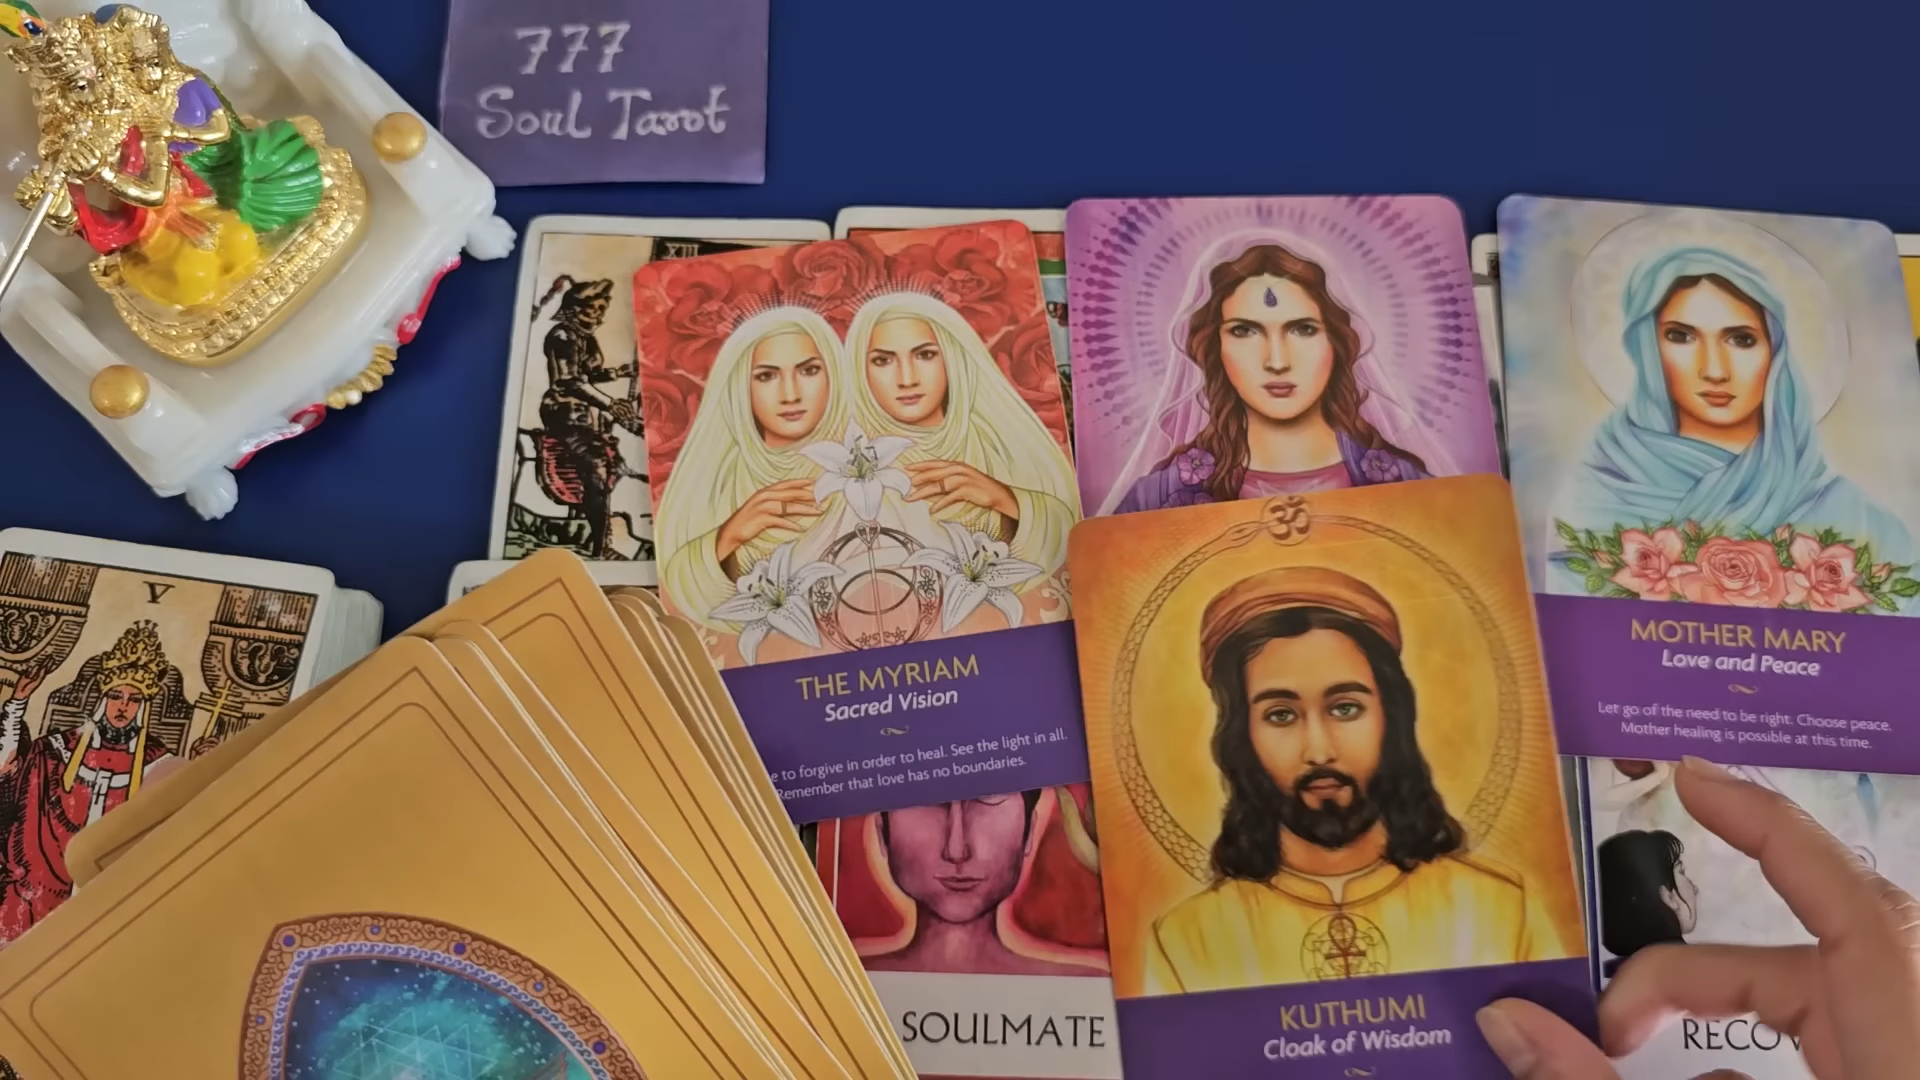 777
Soul Tarot
XIII
V
ॐ
THE MYRIAM
Sacred Vision
to forgive in order to heal. See the light in all.
Remember that love has no boundaries.
MOTHER MARY
Love and Peace
Let go of the need to be right. Choose peace.
Mother healing is possible at this time.
KUTHUMI
Cloak of Wisdom
SOULMATE